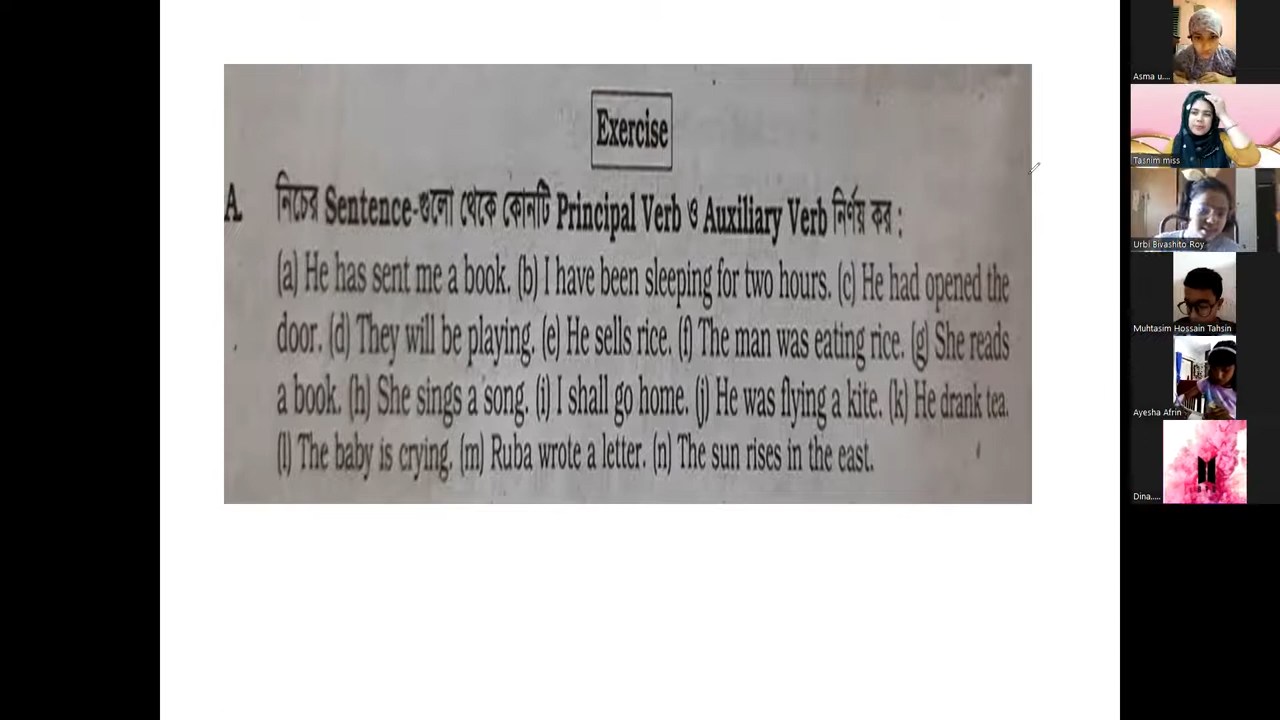 Exercise
A. নিচের Sentence-গুলো থেকে কোনটি Principal Verb ও Auxiliary Verb নির্ণয় কর :
(a) He has sent me a book. (b) I have been sleeping for two hours. (c) He had opened the
door. (d) They will be playing. (e) He sells rice. (f) The man was eating rice. (g) She reads
a book. (h) She sings a song. (i) I shall go home. (j) He was flying a kite. (k) He drank tea.
(l) The baby is crying. (m) Ruba wrote a letter. (n) The sun rises in the east.
Asma u....
Tasnim miss
Urbi Bivashito Roy
Muhtasim Hossain Tahsin
Ayesha Afrin
Dina.....